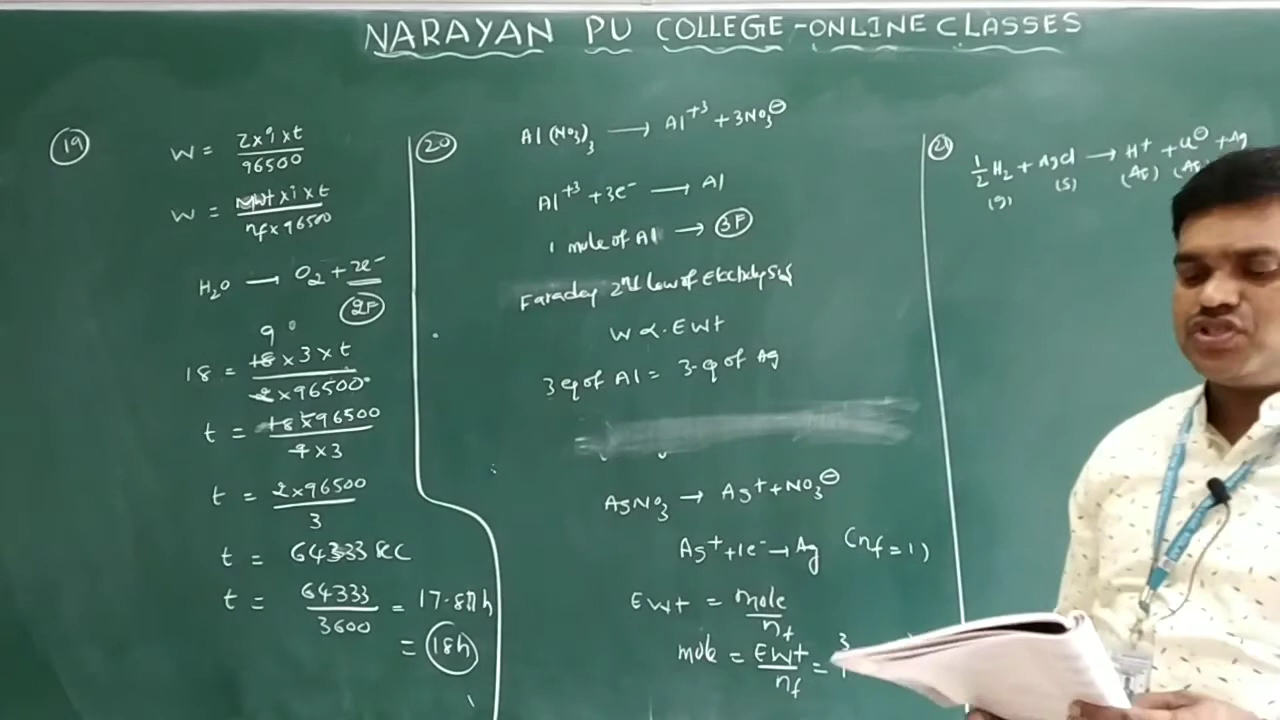 NARAYAN PU COLLEGE-ONLINE CLASSES
19
W = Z×i×t / 96500
W = mwt×i×t / nf×96500
H2O → O2 + 2e-
2F
9
18 = 18×3×t / 2×96500
t = 18×96500 / 9×3
t = 2×96500 / 3
t = 64333 sec
t = 64333 / 3600 = 17.87h
= 18h
20
Al(NO3)3 → Al+3 + 3NO3⊖
Al+3 + 3e- → Al
1 mole of Al → 3F
Faraday 2nd law of Electrolysis
W ∝ EWt
3 eq of Al = 3-eq of Ag
AgNO3 → Ag+ + NO3⊖
Ag+ + 1e- → Ag (nf = 1)
EWt = mole / nf
mole = EWt / nf = 3 / 1
21
1/2 H2 + AgCl → H+ + Cl⊖ + Ag
(g) (s) (Aq) (Aq